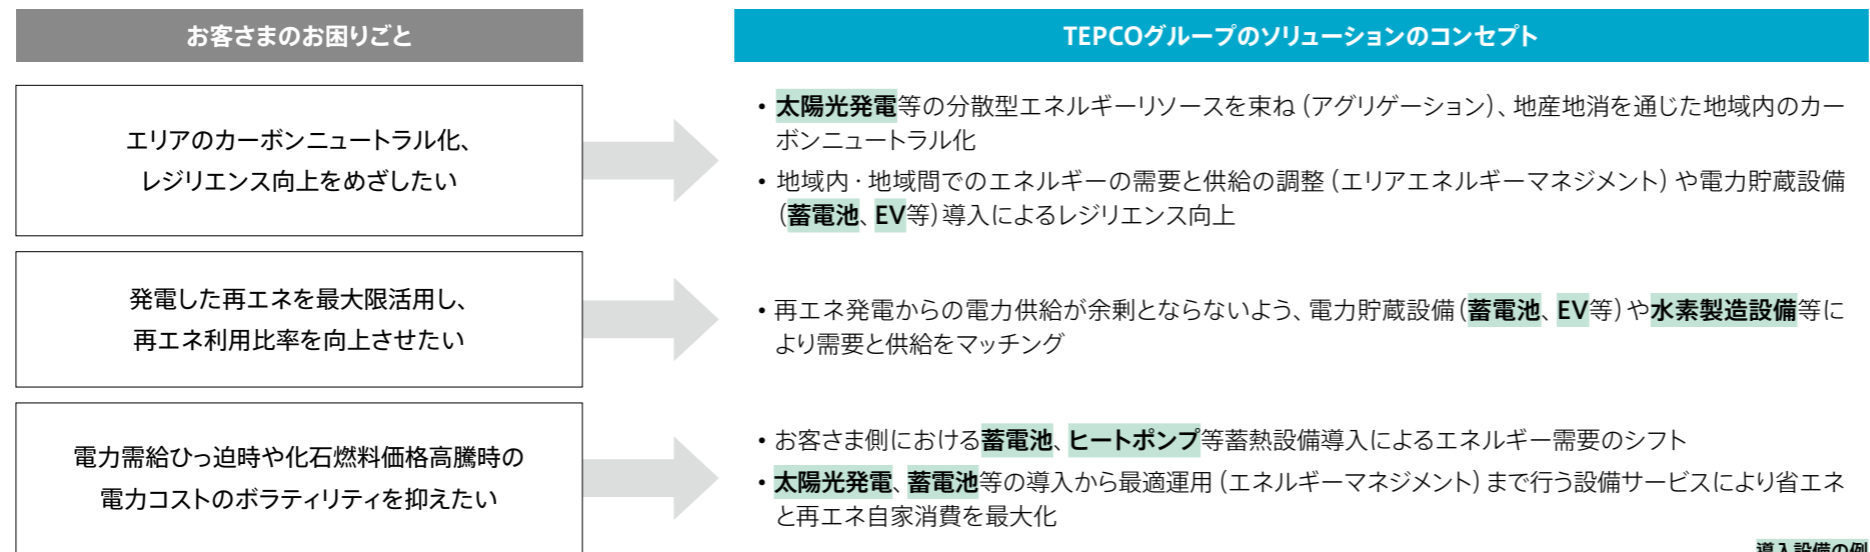 お客さまのお困りごと
TEPCOグループのソリューションのコンセプト
エリアのカーボンニュートラル化、
レジリエンス向上をめざしたい
・太陽光発電等の分散型エネルギーリソースを束ね(アグリゲーション)、地産地消を通じた地域内のカー
ボンニュートラル化
・地域内・地域間でのエネルギーの需要と供給の調整(エリアエネルギーマネジメント)や電力貯蔵設備
(蓄電池、EV等)導入によるレジリエンス向上
発電した再エネを最大限活用し、
再エネ利用比率を向上させたい
・再エネ発電からの電力供給が余剰とならないよう、電力貯蔵設備(蓄電池、EV等)や水素製造設備等に
より需要と供給をマッチング
電力需給ひっ迫時や化石燃料価格高騰時の
電力コストのボラティリティを抑えたい
・お客さま側における蓄電池、ヒートポンプ等蓄熱設備導入によるエネルギー需要のシフト
・太陽光発電、蓄電池等の導入から最適運用(エネルギーマネジメント)まで行う設備サービスにより省エネ
と再エネ自家消費を最大化
導入設備の例